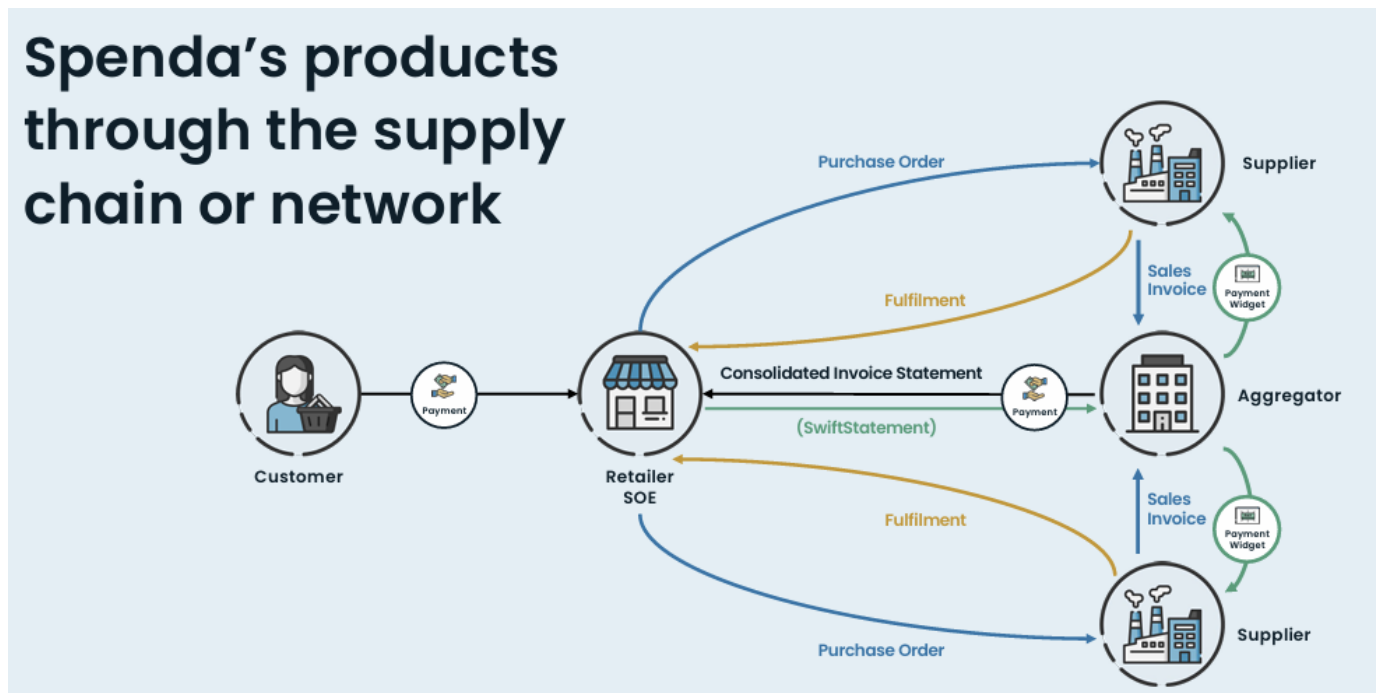 Spenda's products
through the supply
chain or network
Purchase Order
Supplier
Fulfilment
Sales
Invoice
Payment
Widget
Consolidated Invoice Statement
Payment
Payment
Aggregator
(SwiftStatement)
Customer
Retailer
SOE
Fulfilment
Sales
Invoice
Payment
Widget
Purchase Order
Supplier